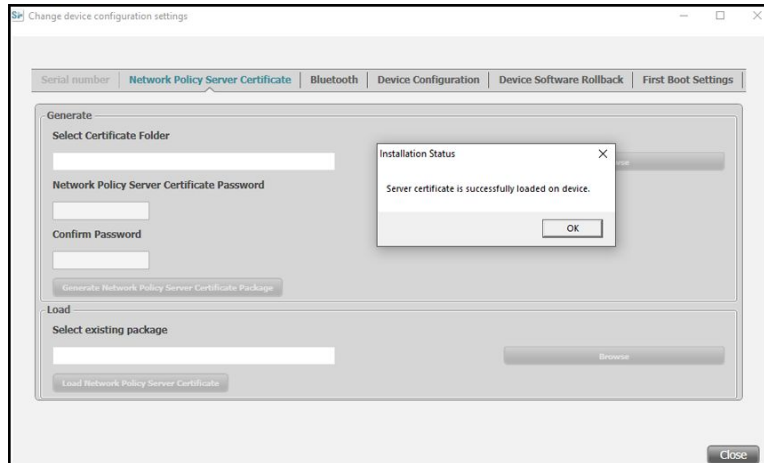 Change device configuration settings
Serial number
Network Policy Server Certificate
Bluetooth
Device Configuration
Device Software Rollback
First Boot Settings
Generate
Select Certificate Folder
Network Policy Server Certificate Password
Confirm Password
Generate Network Policy Server Certificate Package
Installation Status
Server certificate is successfully loaded on device.
OK
Load
Select existing package
Browse
Load Network Policy Server Certificate
Close